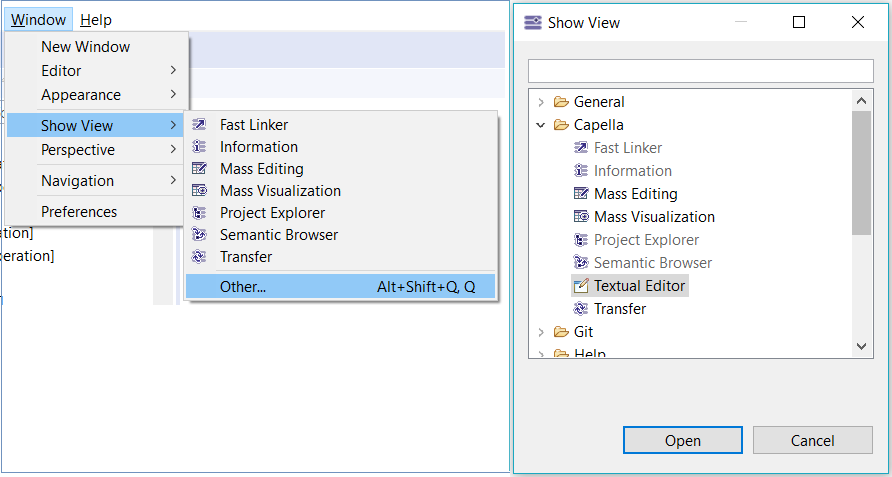 Window Help
New Window
Editor
Appearance
Show View
Perspective
Navigation
Preferences
ation]
eration]
Fast Linker
Information
Mass Editing
Mass Visualization
Project Explorer
Semantic Browser
Transfer
Other... Alt+Shift+Q, Q
Show View
General
Capella
Fast Linker
Information
Mass Editing
Mass Visualization
Project Explorer
Semantic Browser
Textual Editor
Transfer
Git
Help
Open Cancel